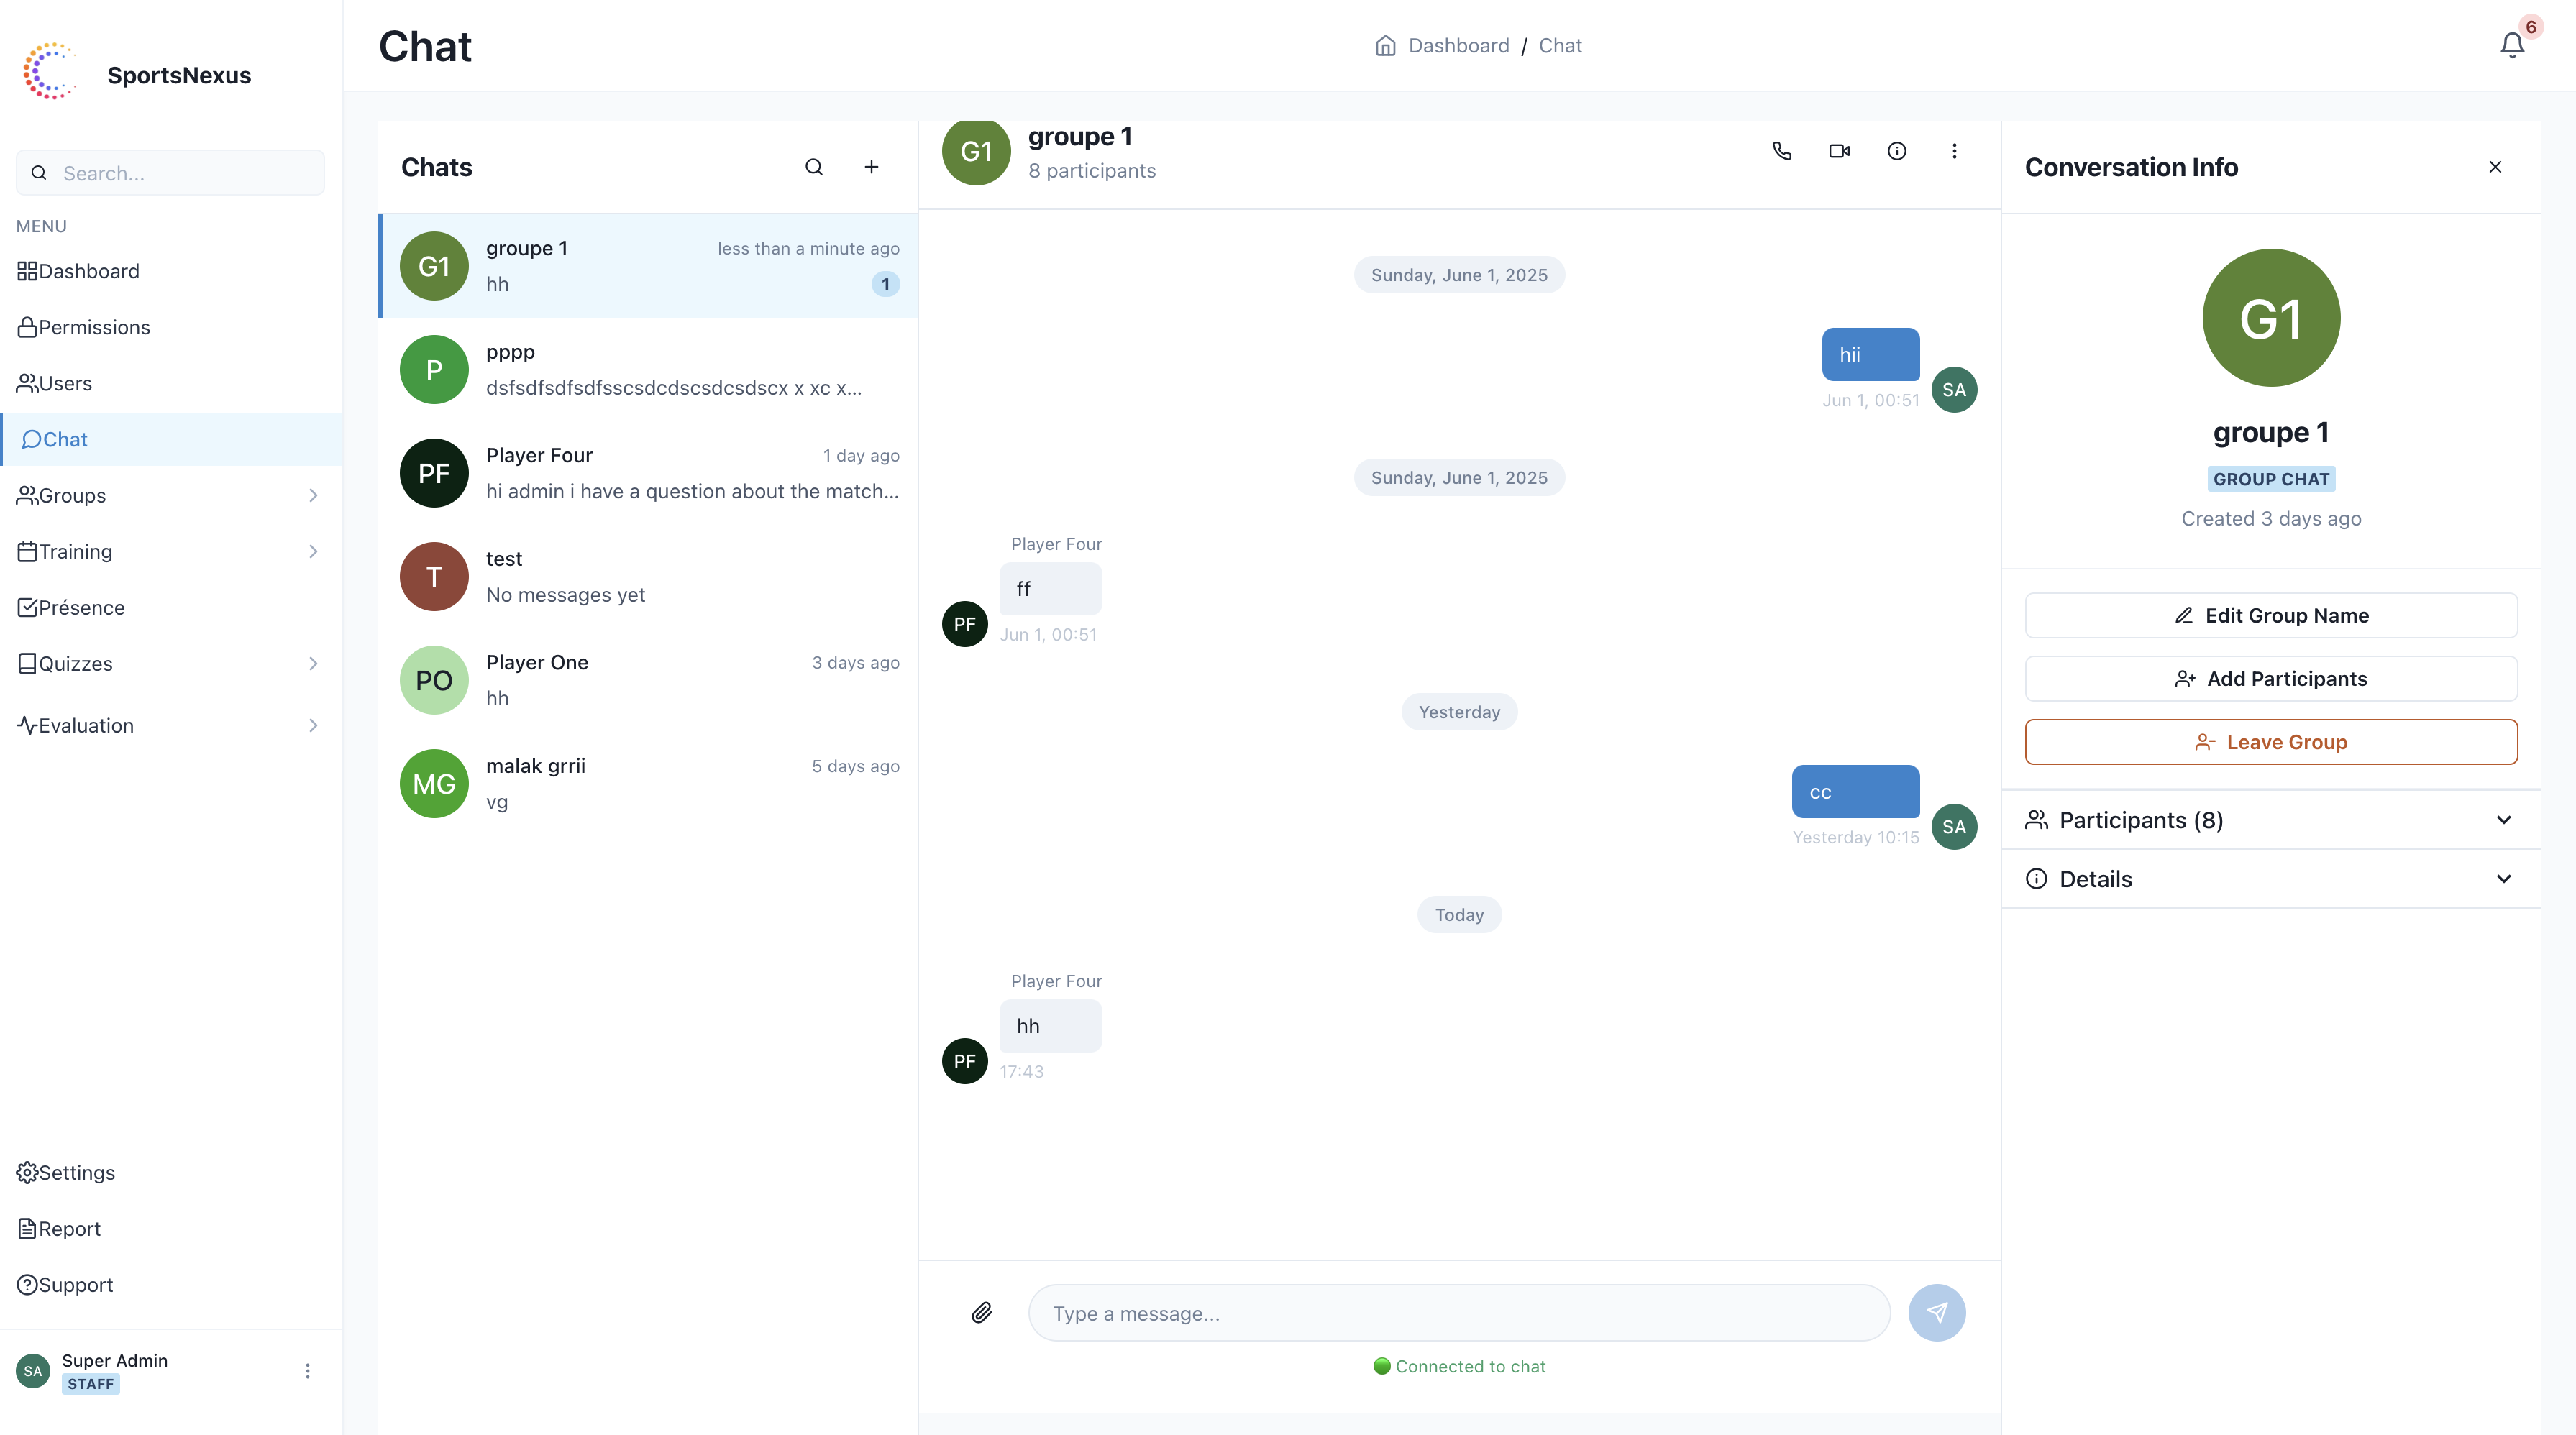 SportsNexus
Search...
MENU
Dashboard
Permissions
Users
Chat
Groups
Training
Présence
Quizzes
Evaluation
Settings
Report
Support
SA
Super Admin
STAFF
Chat
Dashboard / Chat
6
Chats
G1
groupe 1
less than a minute ago
hh
1
P
pppp
dsfsdfsdfsdfsscsdcdscsdcsdscx x xc x...
PF
Player Four
1 day ago
hi admin i have a question about the match...
T
test
No messages yet
PO
Player One
3 days ago
hh
MG
malak grrii
5 days ago
vg
G1
groupe 1
8 participants
Sunday, June 1, 2025
hii
Jun 1, 00:51
SA
Sunday, June 1, 2025
Player Four
ff
PF
Jun 1, 00:51
Yesterday
cc
Yesterday 10:15
SA
Today
Player Four
hh
PF
17:43
Type a message...
Connected to chat
Conversation Info
G1
groupe 1
GROUP CHAT
Created 3 days ago
Edit Group Name
Add Participants
Leave Group
Participants (8)
Details